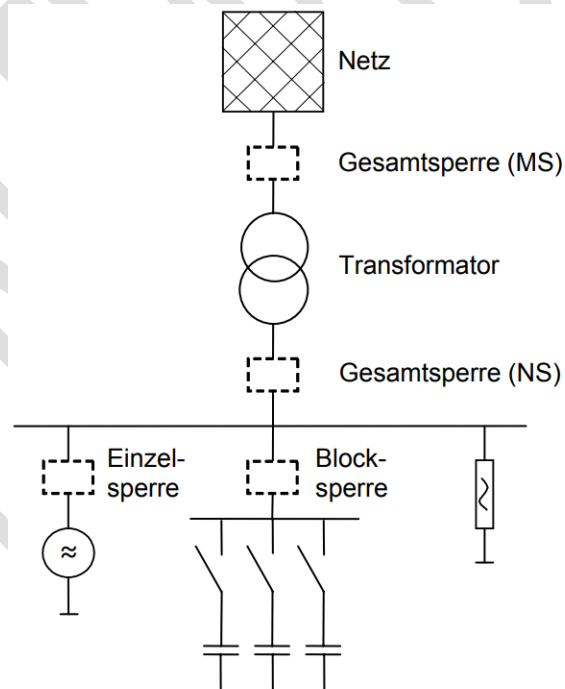 Netz
Gesamtsperre (MS)
Transformator
Gesamtsperre (NS)
Einzel-
sperre
Block-
sperre